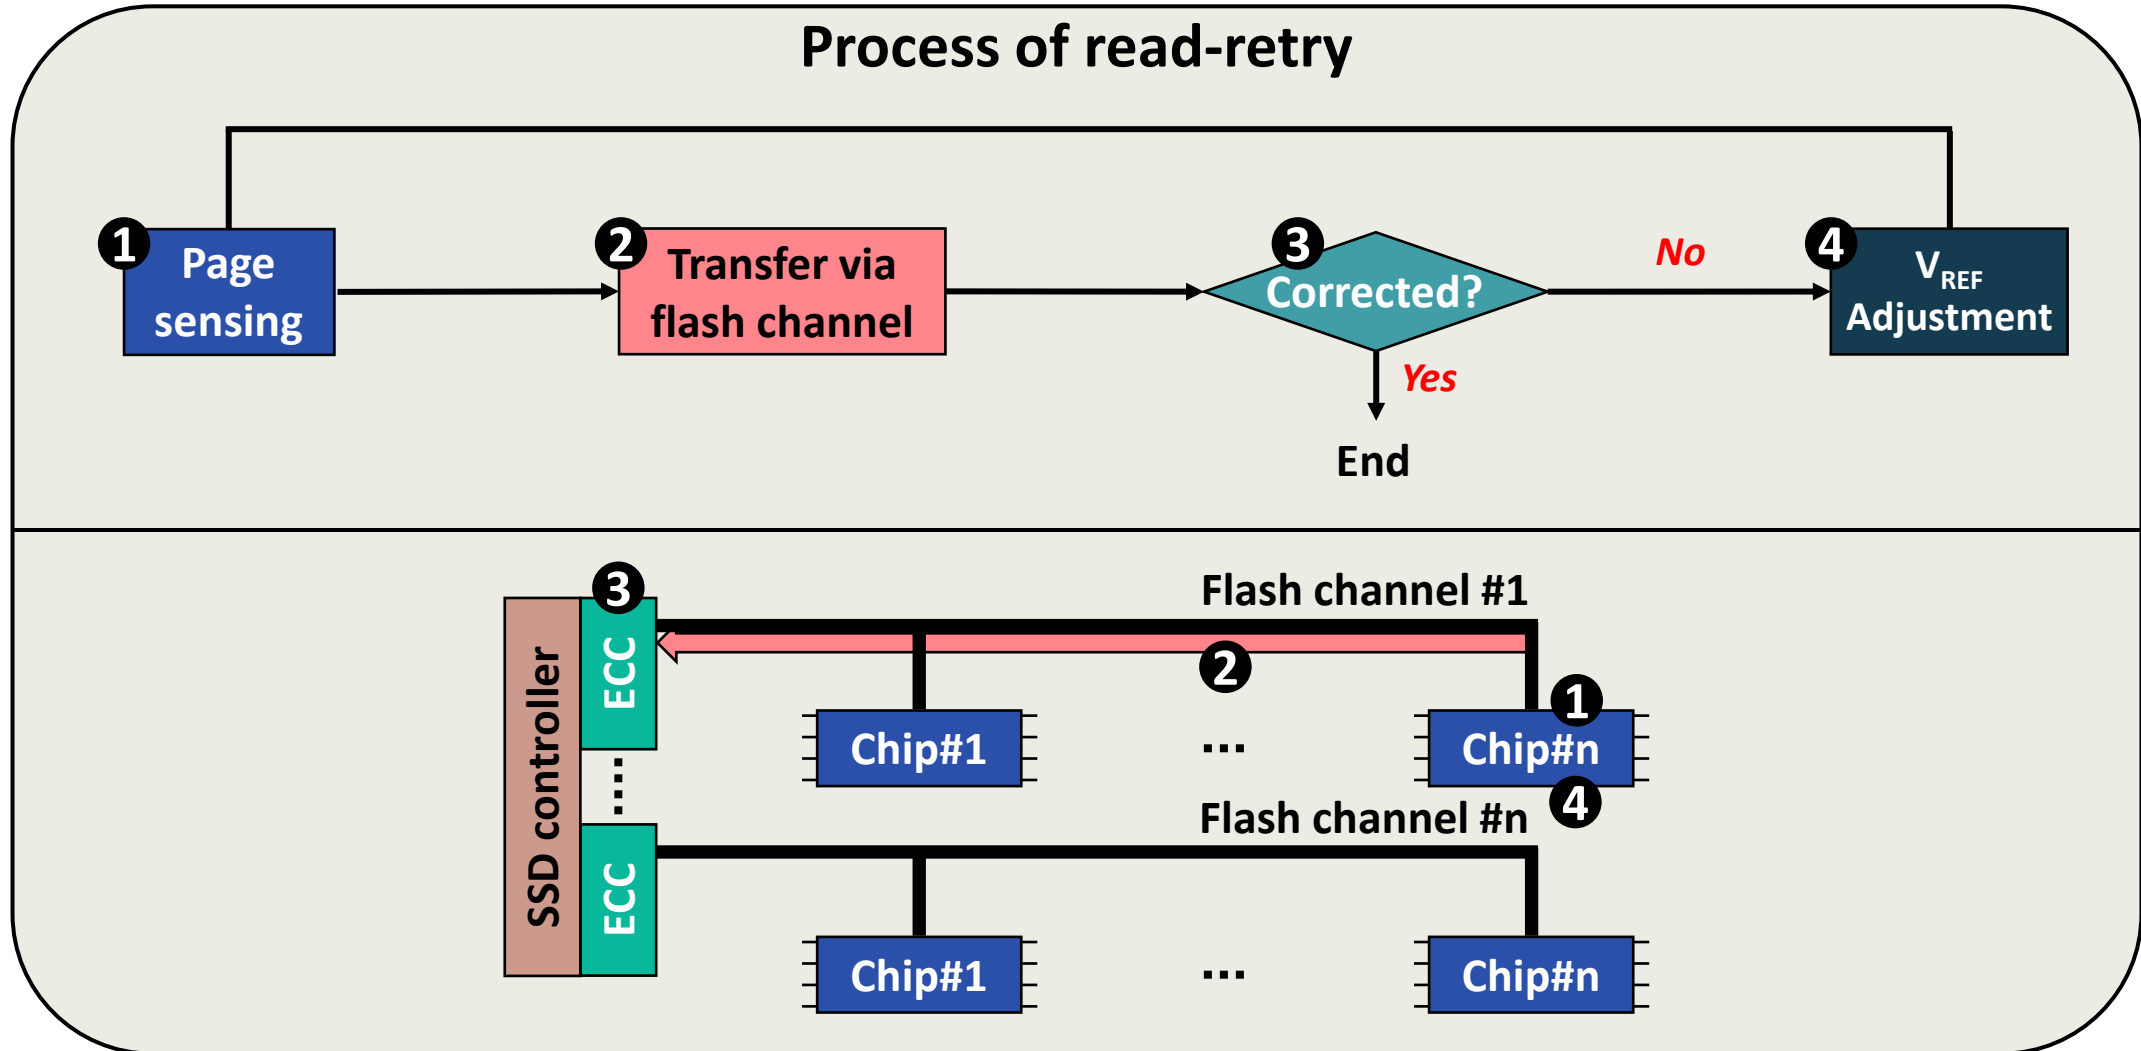 Process of read-retry
1
Page
sensing
2
Transfer via
flash channel
3
Corrected?
No
Yes
End
4
VREF
Adjustment
SSD controller
3
ECC
ECC
Flash channel #1
2
1
Chip#1
...
Chip#n
4
Flash channel #n
Chip#1
...
Chip#n